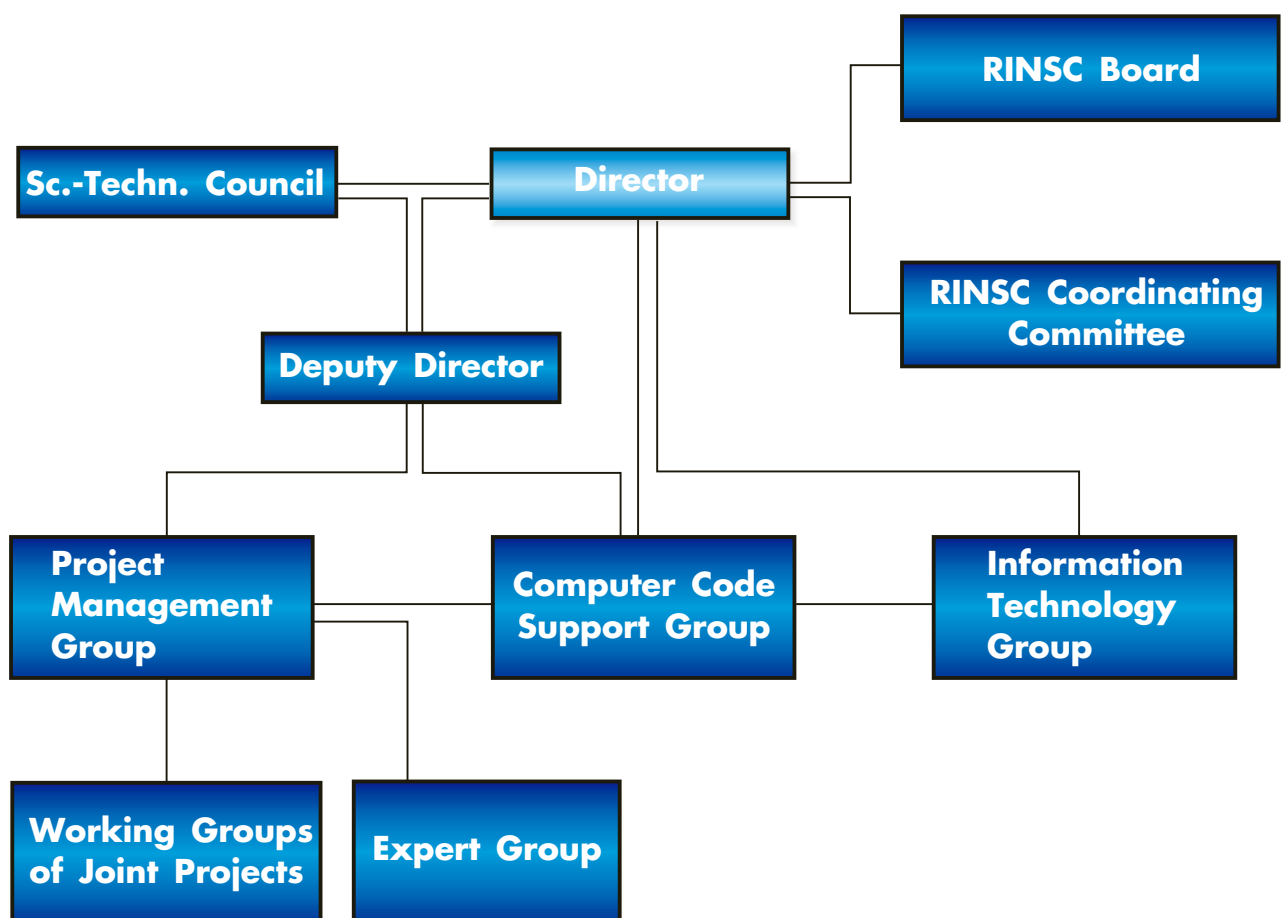 RINSC Board
Sc.-Techn. Council
Director
RINSC Coordinating
Committee
Deputy Director
Project
Management
Group
Computer Code
Support Group
Information
Technology
Group
Working Groups
of Joint Projects
Expert Group